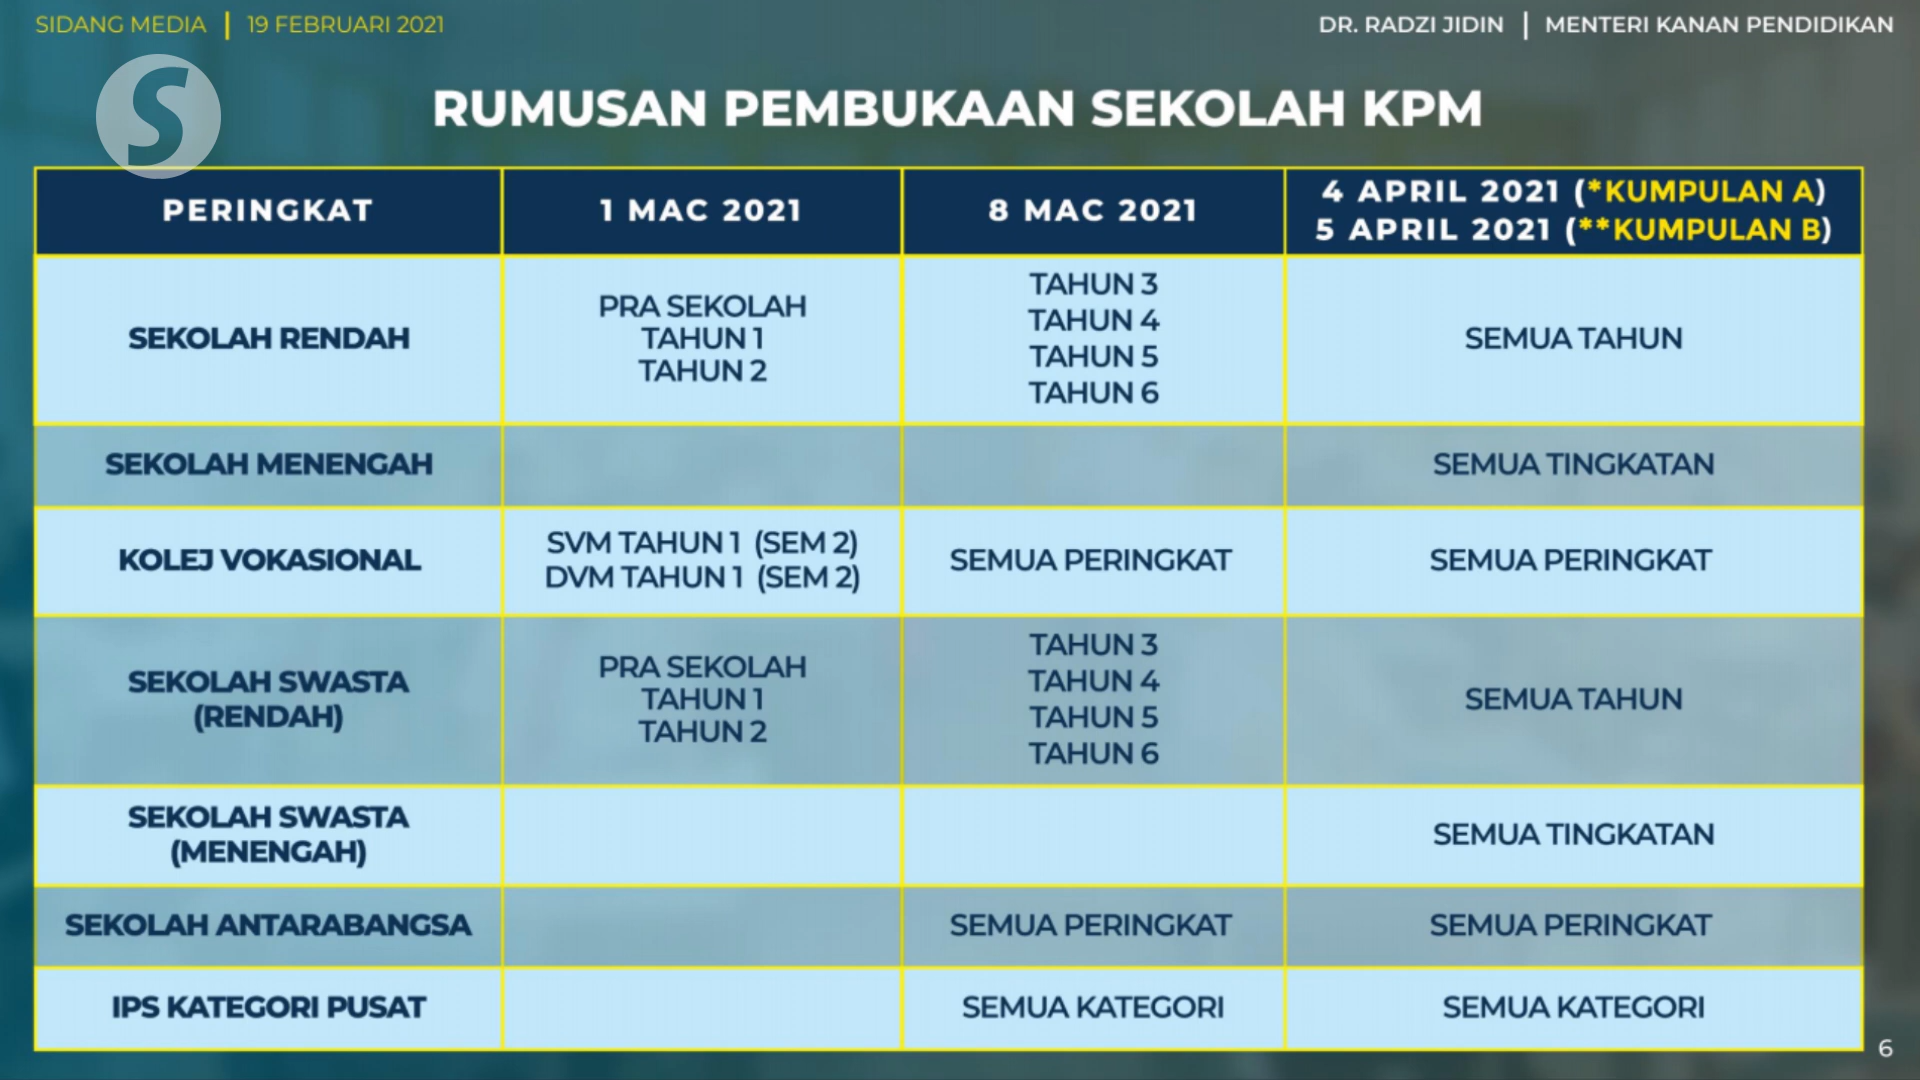 SIDANG MEDIA | 19 FEBRUARI 2021
DR. RADZI JIDIN | MENTERI KANAN PENDIDIKAN
S
RUMUSAN PEMBUKAAN SEKOLAH KPM
PERINGKAT
1 MAC 2021
8 MAC 2021
4 APRIL 2021 (*KUMPULAN A)
5 APRIL 2021 (**KUMPULAN B)
SEKOLAH RENDAH
PRA SEKOLAH
TAHUN 1
TAHUN 2
TAHUN 3
TAHUN 4
TAHUN 5
TAHUN 6
SEMUA TAHUN
SEKOLAH MENENGAH
SEMUA TINGKATAN
KOLEJ VOKASIONAL
SVM TAHUN 1 (SEM 2)
DVM TAHUN 1 (SEM 2)
SEMUA PERINGKAT
SEMUA PERINGKAT
SEKOLAH SWASTA
(RENDAH)
PRA SEKOLAH
TAHUN 1
TAHUN 2
TAHUN 3
TAHUN 4
TAHUN 5
TAHUN 6
SEMUA TAHUN
SEKOLAH SWASTA
(MENENGAH)
SEMUA TINGKATAN
SEKOLAH ANTARABANGSA
SEMUA PERINGKAT
SEMUA PERINGKAT
IPS KATEGORI PUSAT
SEMUA KATEGORI
SEMUA KATEGORI
6